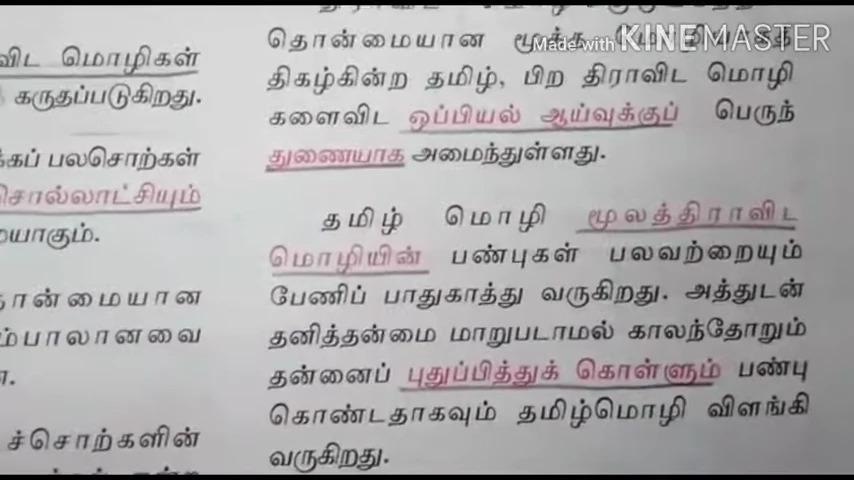 விட மொழிகள்
கருதப்படுகிறது.
க்கப் பலசொற்கள்
சொல்லாட்சியும்
யாகும்.
தான்மையான
ம்பாலானவை
ச்சொற்களின்
தொன்மையான மூத்த
திகழ்கின்ற தமிழ், பிற திராவிட மொழி
களைவிட ஒப்பியல் ஆய்வுக்குப் பெருந்
துணையாக அமைந்துள்ளது.
தமிழ் மொழி மூலத்திராவிட
மொழியின் பண்புகள் பலவற்றையும்
பேணிப் பாதுகாத்து வருகிறது. அத்துடன்
தனித்தன்மை மாறுபடாமல் காலந்தோறும்
தன்னைப் புதுப்பித்துக் கொள்ளும் பண்பு
கொண்டதாகவும் தமிழ்மொழி விளங்கி
வருகிறது.
Made with KINEMASTER